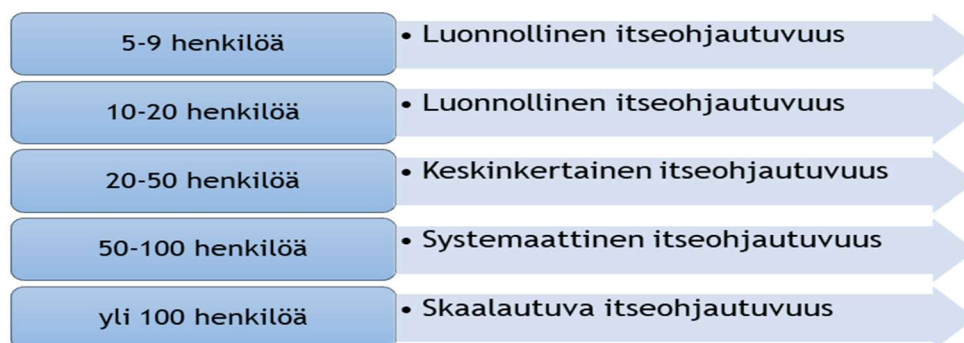 5-9 henkilöä
• Luonnollinen itseohjautuvuus
10-20 henkilöä
• Luonnollinen itseohjautuvuus
20-50 henkilöä
• Keskinkertainen itseohjautuvuus
50-100 henkilöä
• Systemaattinen itseohjautuvuus
yli 100 henkilöä
• Skaalautuva itseohjautuvuus